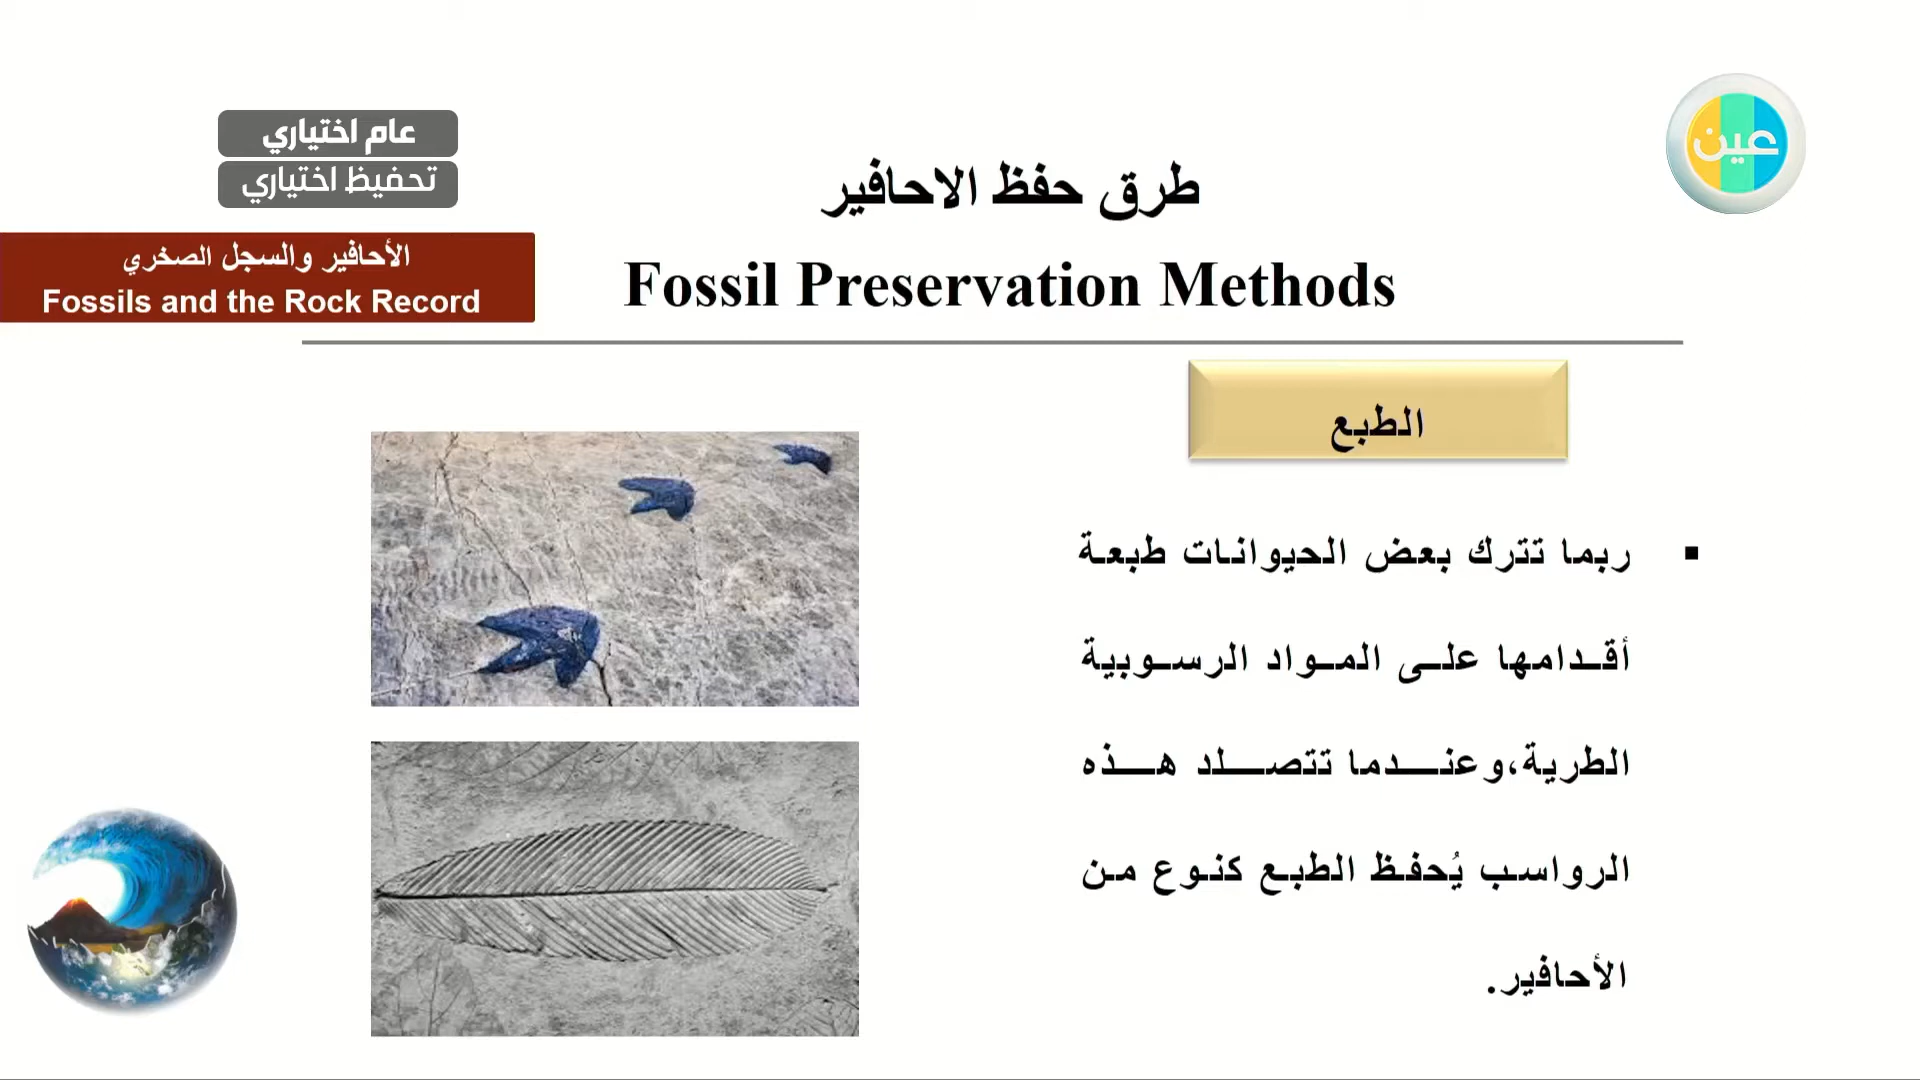 عام اختياري
تحفيظ اختياري
عين
طرق حفظ الاحافير
الأحافير والسجل الصخري
Fossils and the Rock Record
Fossil Preservation Methods
الطبع
▪ ربما تترك بعض الحيوانات طبعة
أقدامها على المواد الرسوبية
الطرية،وعندما تتصلد هذه
الرواسب يُحفظ الطبع كنوع من
الأحافير.